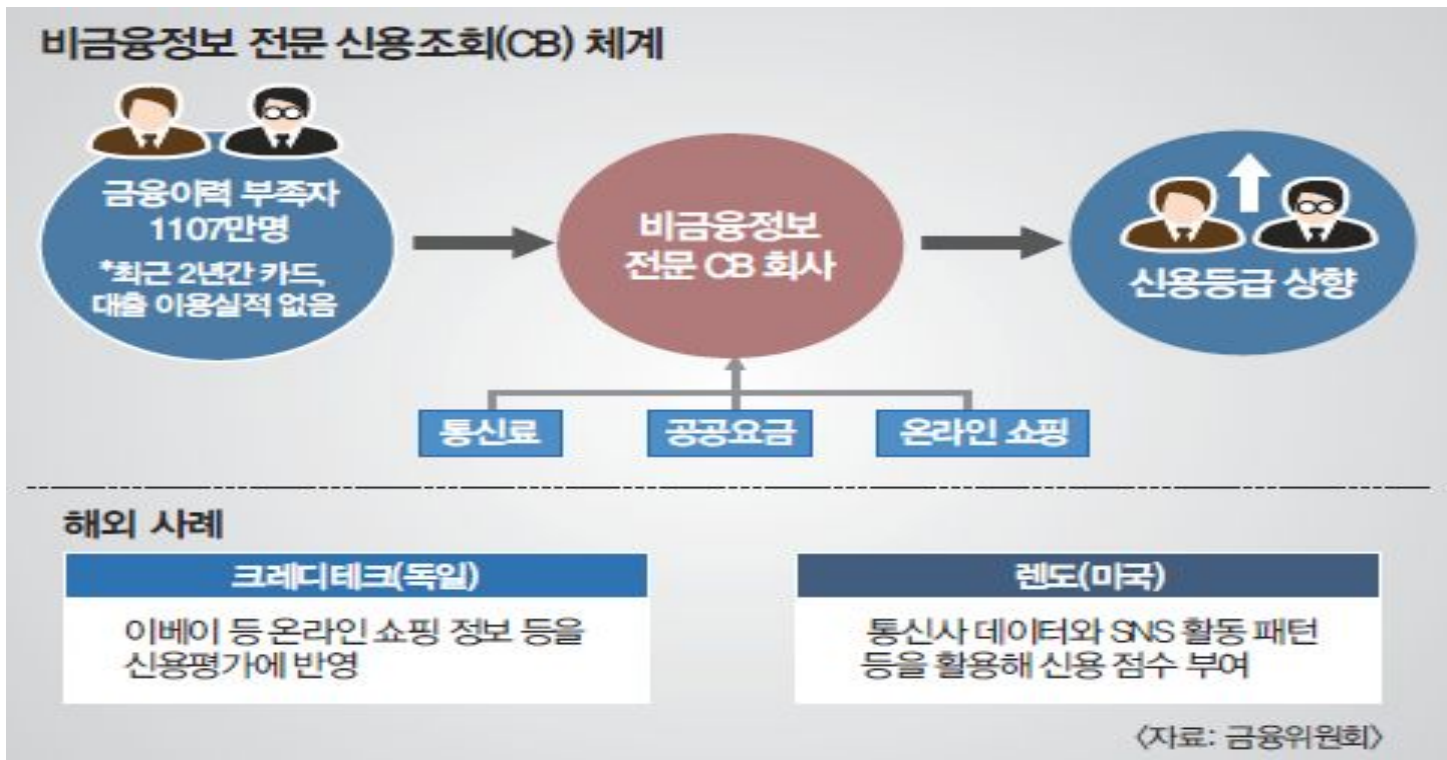 비금융정보 전문 신용조회(CB) 체계
금융이력 부족자
1107만명
*최근 2년간 카드,
대출 이용실적 없음
비금융정보
전문 CB 회사
신용등급 상향
통신료
공공요금
온라인 쇼핑
해외 사례
크레디테크(독일)
이베이 등 온라인 쇼핑 정보 등을
신용평가에 반영
렌도(미국)
통신사 데이터와 SNS 활동 패턴
등을 활용해 신용 점수 부여
〈자료: 금융위원회〉